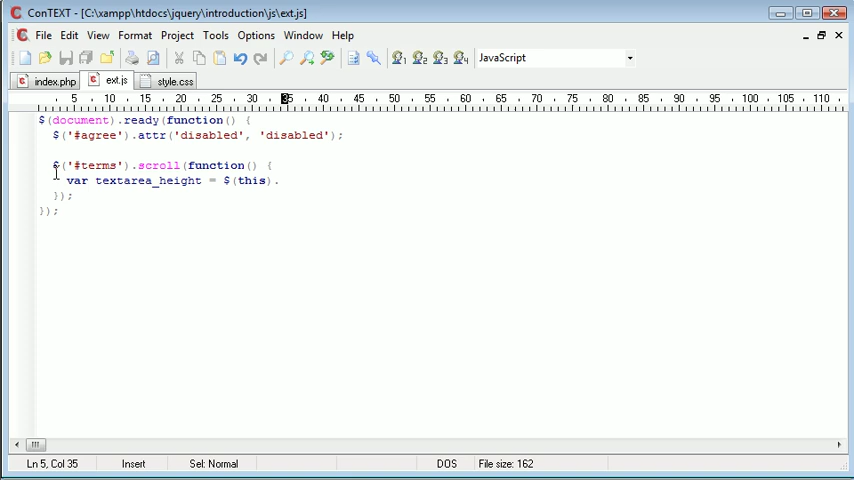 ConTEXT - [C:\xampp\htdocs\jquery\introduction\js\ext.js]
File Edit View Format Project Tools Options Window Help
JavaScript
index.php ext.js style.css
5 10 15 20 25 30 35 40 45 50 55 60 65 70 75 80 85 90 95 100 105 110
$(document).ready(function() {
$('#agree').attr('disabled', 'disabled');
$('#terms').scroll(function() {
var textarea_height = $(this).
});
});
Ln 5, Col 35 Insert Sel: Normal DOS File size: 162